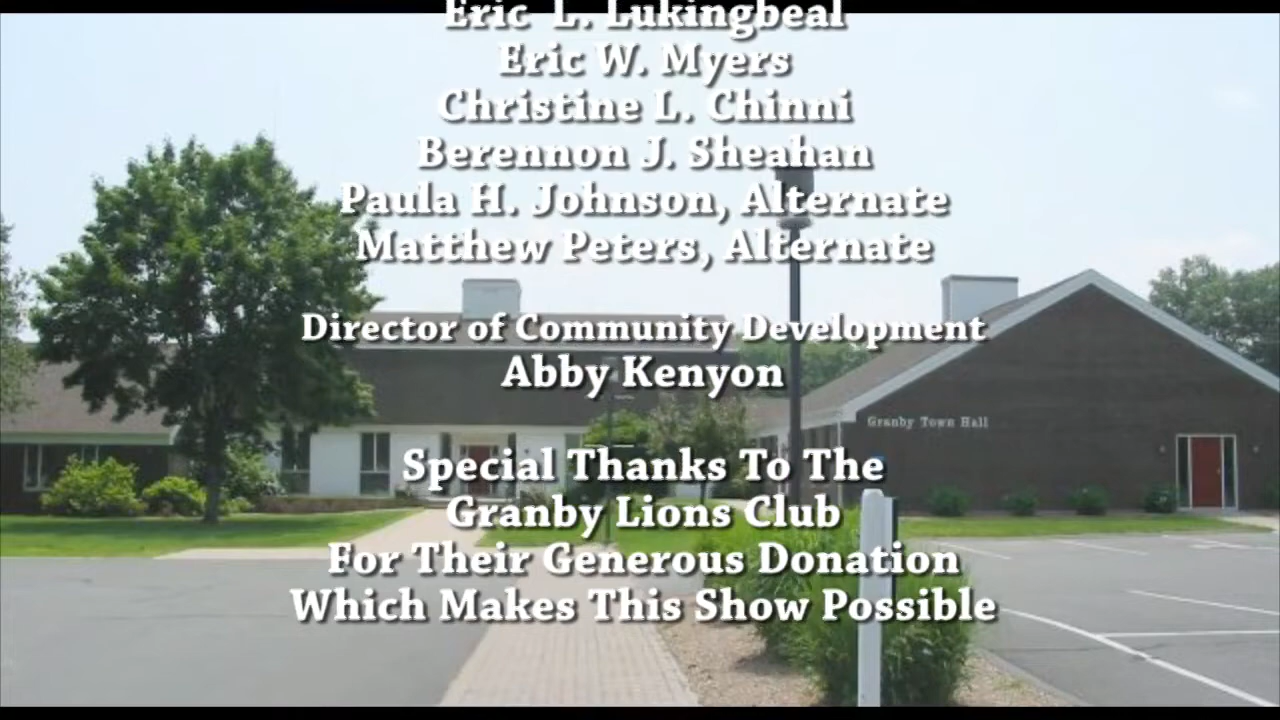 Eric L. Lukingbeal
Eric W. Myers
Christine L. Chinni
Berennon J. Sheahan
Paula H. Johnson, Alternate
Matthew Peters, Alternate
Director of Community Development
Abby Kenyon
Granby Town Hall
Special Thanks To The
Granby Lions Club
For Their Generous Donation
Which Makes This Show Possible